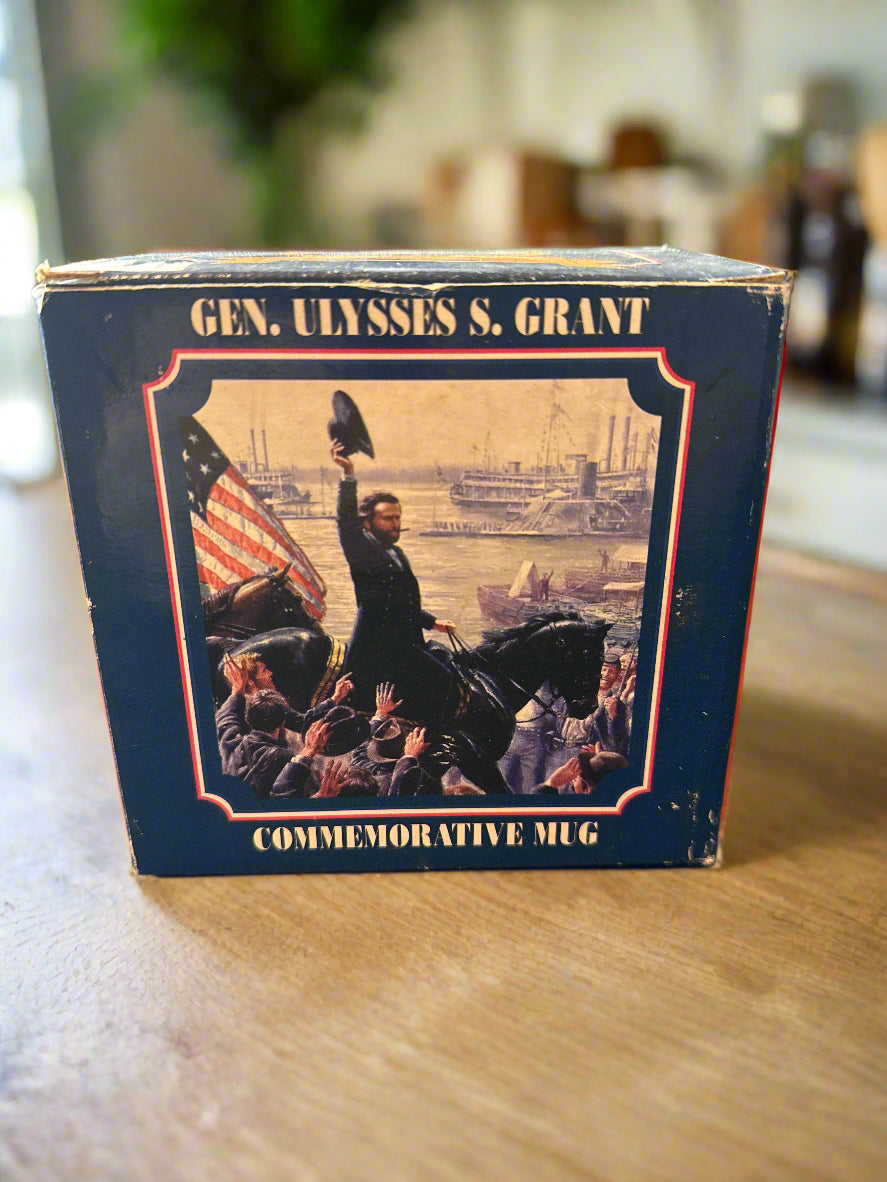 GEN. ULYSSES S. GRANT
COMMEMORATIVE MUG